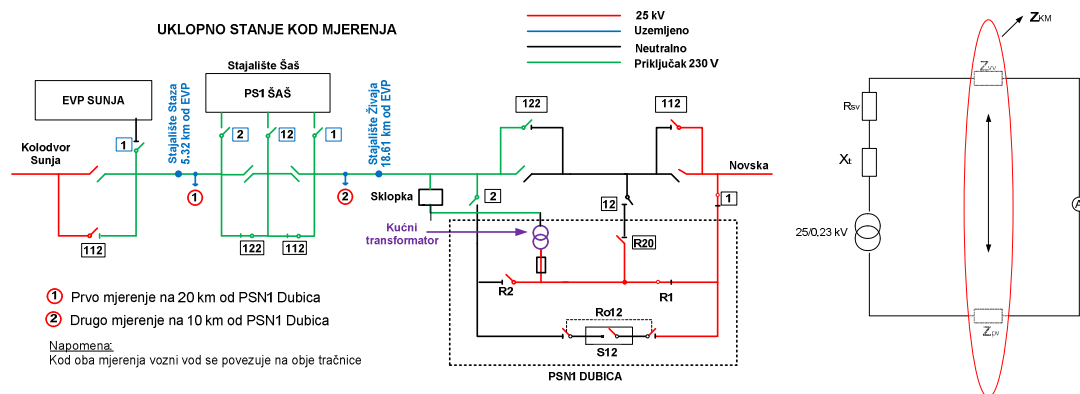 UKLOPNO STANJE KOD MJERENJA
25 kV
Uzemljeno
Neutralno
Priključak 230 V
EVP SUNJA
Kolodvor
Sunja
1
112
Stajalište Staza
5.32 km od EVP
1
Stajalište Šaš
PS1 ŠAŠ
2
12
1
122
112
2
Stajalište Živaja
18.61 km od EVP
122
112
Novska
Sklopka
2
12
1
Kućni
transformator
R20
R2
R1
Ro12
S12
PSN1 DUBICA
1 Prvo mjerenje na 20 km od PSN1 Dubica
2 Drugo mjerenje na 10 km od PSN1 Dubica
Napomena:
Kod oba mjerenja vozni vod se povezuje na obje tračnice
ZKM
Zvv
Rsv
Xt
25/0,23 kV
A
Zpv